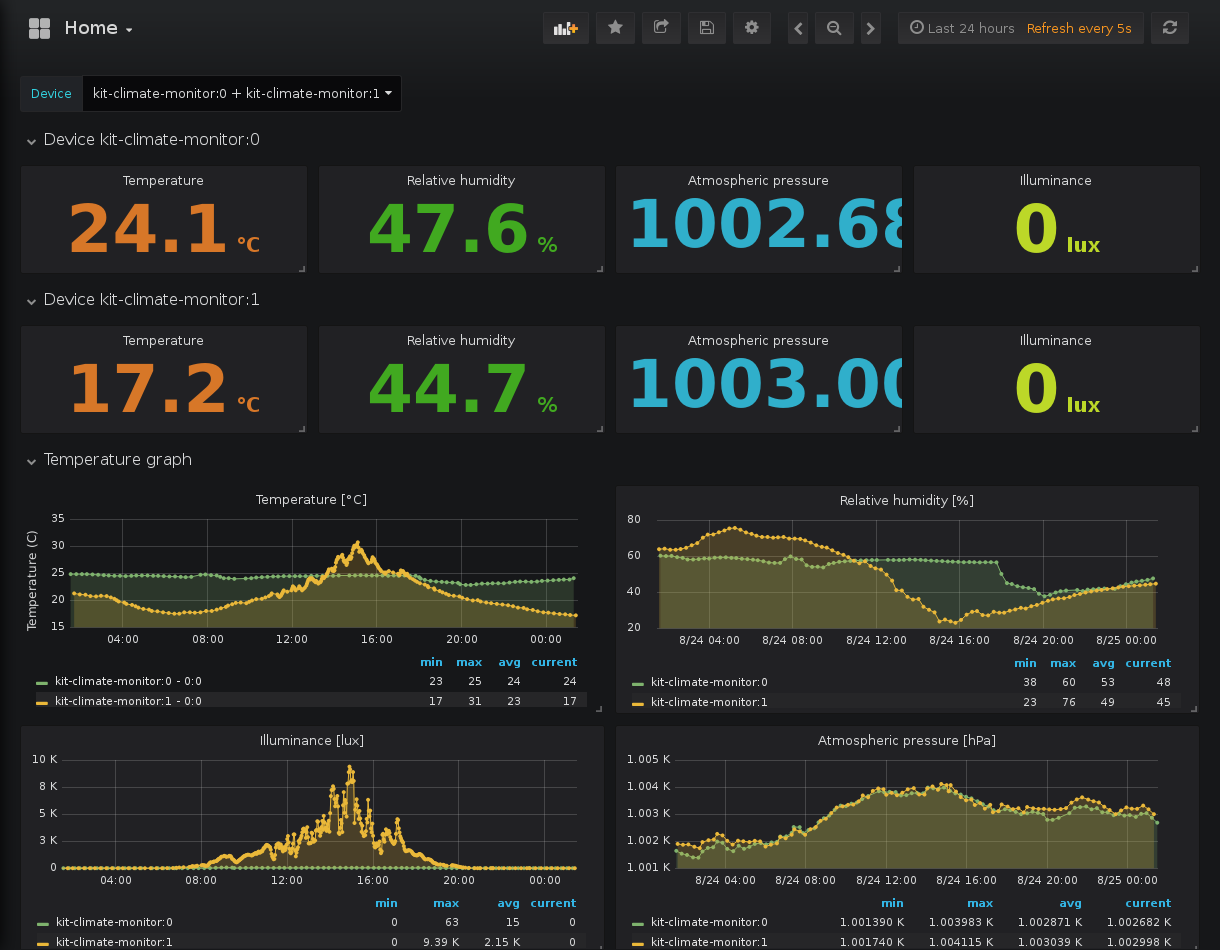 Home
Last 24 hours Refresh every 5s
Device kit-climate-monitor:0 + kit-climate-monitor:1
Device kit-climate-monitor:0
Temperature Relative humidity Atmospheric pressure Illuminance
24.1 °C 47.6 % 1002.68 0 lux
Device kit-climate-monitor:1
Temperature Relative humidity Atmospheric pressure Illuminance
17.2 °C 44.7 % 1003.00 0 lux
Temperature graph
Temperature [°C]
Temperature (C)
35
30
25
20
15
04:00 08:00 12:00 16:00 20:00 00:00
min max avg current
kit-climate-monitor:0 - 0:0 23 25 24 24
kit-climate-monitor:1 - 0:0 17 31 23 17
Relative humidity [%]
80
60
40
20
8/24 04:00 8/24 08:00 8/24 12:00 8/24 16:00 8/24 20:00 8/25 00:00
min max avg current
kit-climate-monitor:0 38 60 53 48
kit-climate-monitor:1 23 76 49 45
Illuminance [lux]
10 K
8 K
5 K
3 K
0
04:00 08:00 12:00 16:00 20:00 00:00
min max avg current
kit-climate-monitor:0 0 63 15 0
kit-climate-monitor:1 0 9.39 K 2.15 K 0
Atmospheric pressure [hPa]
1.005 K
1.004 K
1.003 K
1.002 K
1.001 K
8/24 04:00 8/24 08:00 8/24 12:00 8/24 16:00 8/24 20:00 8/25 00:00
min max avg current
kit-climate-monitor:0 1.001390 K 1.003983 K 1.002871 K 1.002682 K
kit-climate-monitor:1 1.001740 K 1.004115 K 1.003039 K 1.002998 K